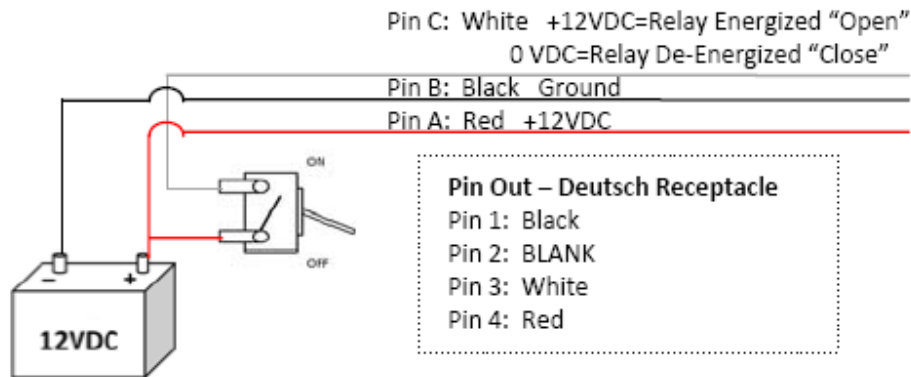 Pin C:  White  +12VDC=Relay Energized “Open”
0 VDC=Relay De-Energized “Close”
Pin B:  Black  Ground
Pin A:  Red  +12VDC
ON
OFF
Pin Out – Deutsch Receptacle
Pin 1:  Black
Pin 2:  BLANK
Pin 3:  White
Pin 4:  Red
– +
12VDC